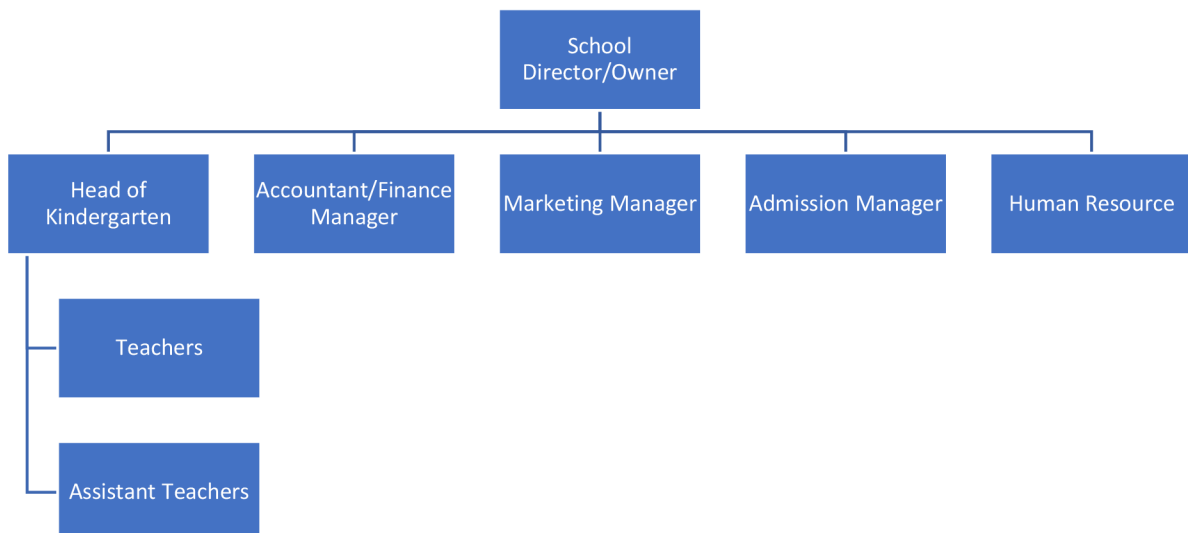 School
Director/Owner
Head of
Kindergarten
Accountant/Finance
Manager
Marketing Manager
Admission Manager
Human Resource
Teachers
Assistant Teachers